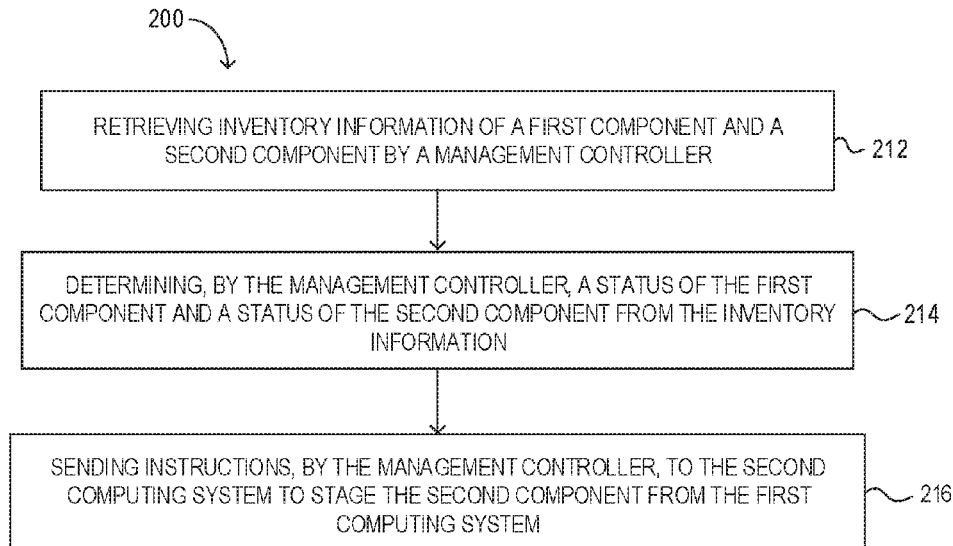 200
RETRIEVING INVENTORY INFORMATION OF A FIRST COMPONENT AND A
SECOND COMPONENT BY A MANAGEMENT CONTROLLER
212
DETERMINING, BY THE MANAGEMENT CONTROLLER, A STATUS OF THE FIRST
COMPONENT AND A STATUS OF THE SECOND COMPONENT FROM THE INVENTORY
INFORMATION
214
SENDING INSTRUCTIONS, BY THE MANAGEMENT CONTROLLER, TO THE SECOND
COMPUTING SYSTEM TO STAGE THE SECOND COMPONENT FROM THE FIRST
COMPUTING SYSTEM
216